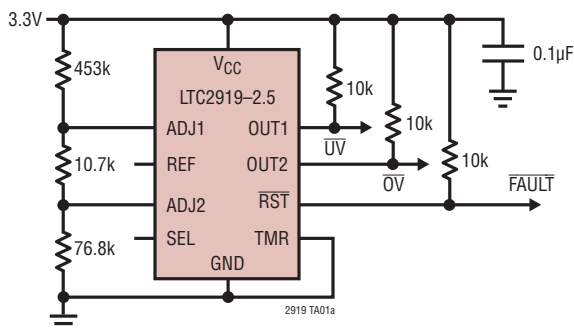 3.3V
453k
10.7k
76.8k
VCC
LTC2919–2.5
ADJ1
REF
ADJ2
SEL
OUT1
OUT2
RST
TMR
GND
10k
10k
10k
0.1µF
UV
OV
FAULT
2919 TA01a